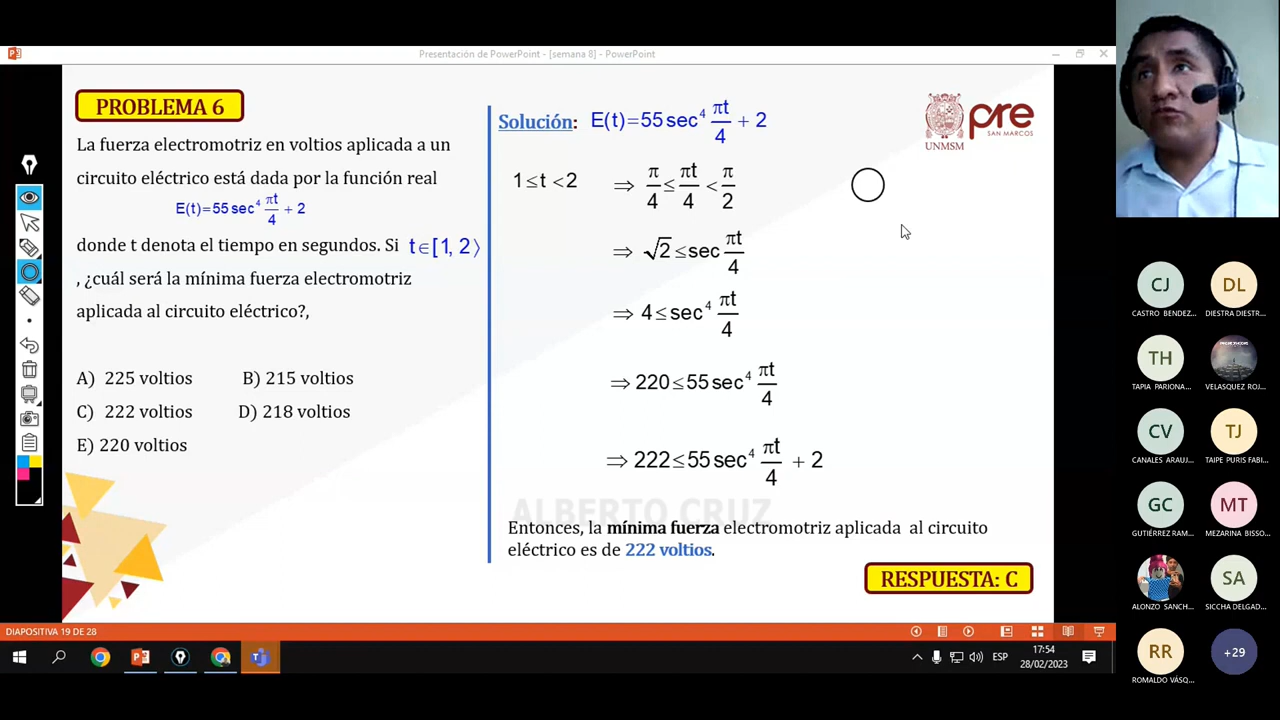 Presentación de PowerPoint - [semana 8] - PowerPoint
PROBLEMA 6
La fuerza electromotriz en voltios aplicada a un
circuito eléctrico está dada por la función real
E(t)=55 sec⁴ πt/4 + 2
donde t denota el tiempo en segundos. Si t∈[1, 2⟩
, ¿cuál será la mínima fuerza electromotriz
aplicada al circuito eléctrico?,
A) 225 voltios B) 215 voltios
C) 222 voltios D) 218 voltios
E) 220 voltios
Solución: E(t)=55 sec⁴ πt/4 + 2
1 ≤ t < 2 ⇒ π/4 ≤ πt/4 < π/2
⇒ √2 ≤ sec πt/4
⇒ 4 ≤ sec⁴ πt/4
⇒ 220 ≤ 55 sec⁴ πt/4
⇒ 222 ≤ 55 sec⁴ πt/4 + 2
ALBERTO CRUZ
Entonces, la mínima fuerza electromotriz aplicada al circuito
eléctrico es de 222 voltios.
RESPUESTA: C
UNMSM
pre
SAN MARCOS
CJ
CASTRO BENDEZ...
DL
DIESTRA DIESTR...
TH
TAPIA PARIONA...
VELASQUEZ ROJ...
CV
CANALES ARAUJ...
TJ
TAIPE PURIS FABI...
GC
GUTIÉRREZ RAM...
MT
MEZARINA BISSO...
ALONZO SANCH...
SA
SICCHA DELGAD...
RR
ROMALDO VÁSQ...
+29
DIAPOSITIVA 19 DE 28
ESP
17:54
28/02/2023